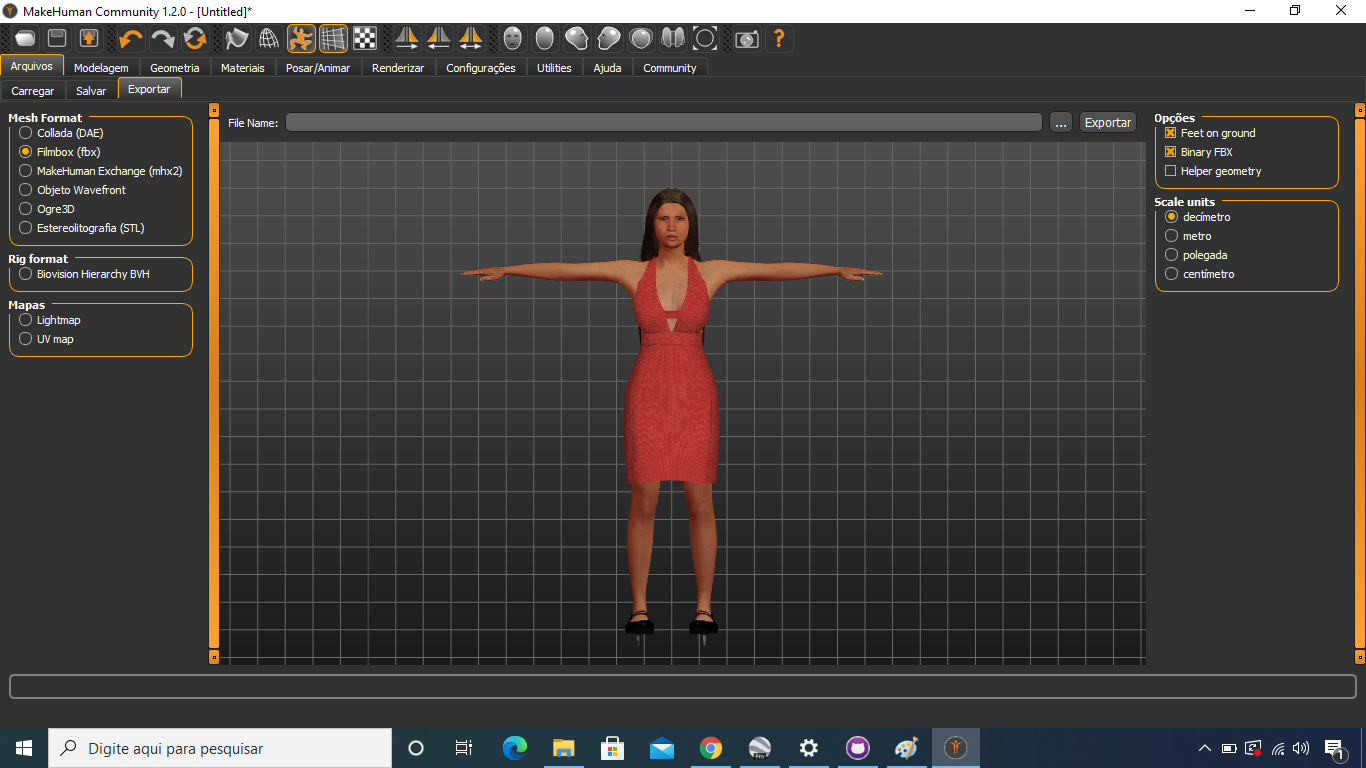 MakeHuman Community 1.2.0 - [Untitled]*
Arquivos Modelagem Geometria Materiais Posar/Animar Renderizar Configurações Utilities Ajuda Community
Carregar Salvar Exportar
Mesh Format
Collada (DAE)
Filmbox (fbx)
MakeHuman Exchange (mhx2)
Objeto Wavefront
Ogre3D
Estereolitografia (STL)
Rig format
Biovision Hierarchy BVH
Mapas
Lightmap
UV map
File Name: ... Exportar
Opções
Feet on ground
Binary FBX
Helper geometry
Scale units
decímetro
metro
polegada
centímetro
Digite aqui para pesquisar
Pro
1